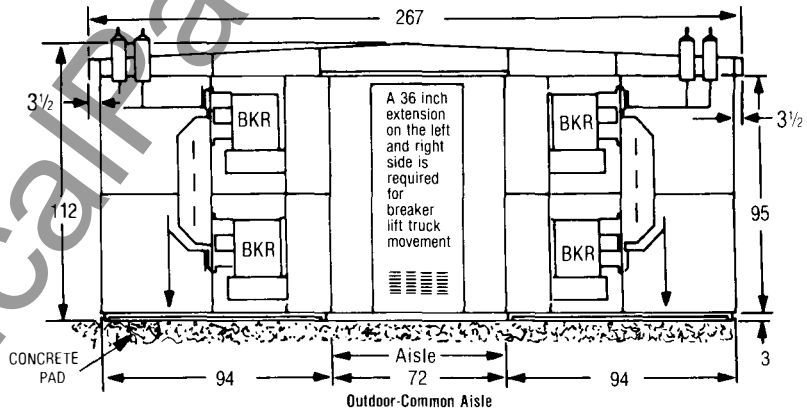 267
3½
3½
112
95
3
BKR
BKR
BKR
BKR
A 36 inch
extension
on the left
and right
side is
required
for
breaker
lift truck
movement
CONCRETE
PAD
Aisle
94
72
94
Outdoor-Common Aisle
calPa